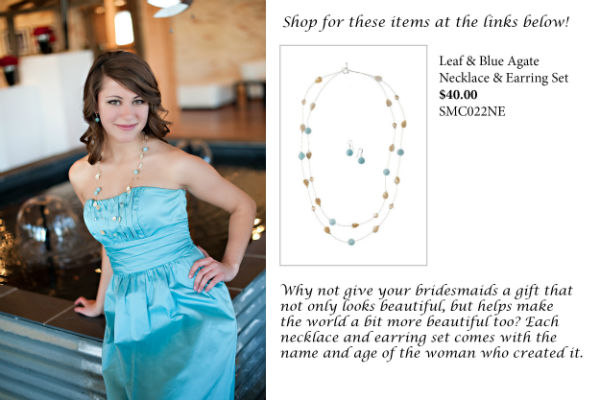 Shop for these items at the links below!
Leaf & Blue Agate
Necklace & Earring Set
$40.00
SMC022NE
Why not give your bridesmaids a gift that
not only looks beautiful, but helps make
the world a bit more beautiful too? Each
necklace and earring set comes with the
name and age of the woman who created it.